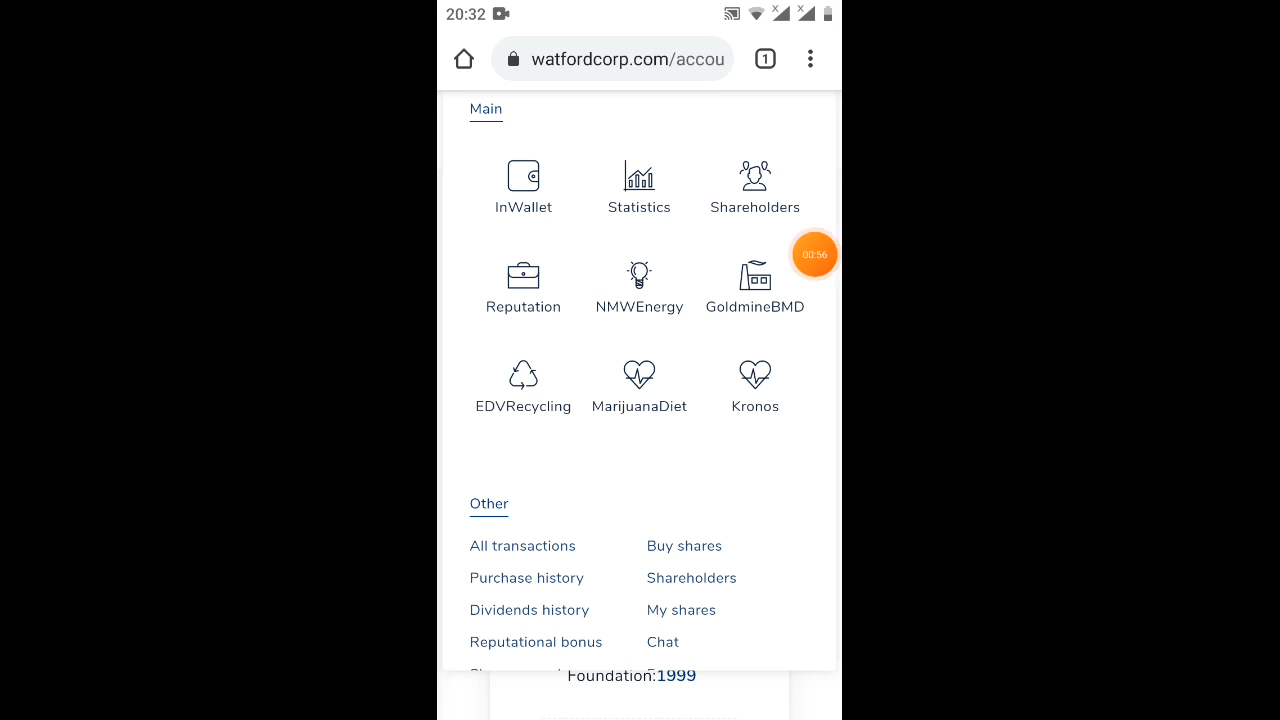 20:32
watfordcorp.com/accou
1
Main
InWallet Statistics Shareholders
00:56
Reputation NMWEnergy GoldmineBMD
EDVRecycling MarijuanaDiet Kronos
Other
All transactions Buy shares
Purchase history Shareholders
Dividends history My shares
Reputational bonus Chat
Foundation:1999